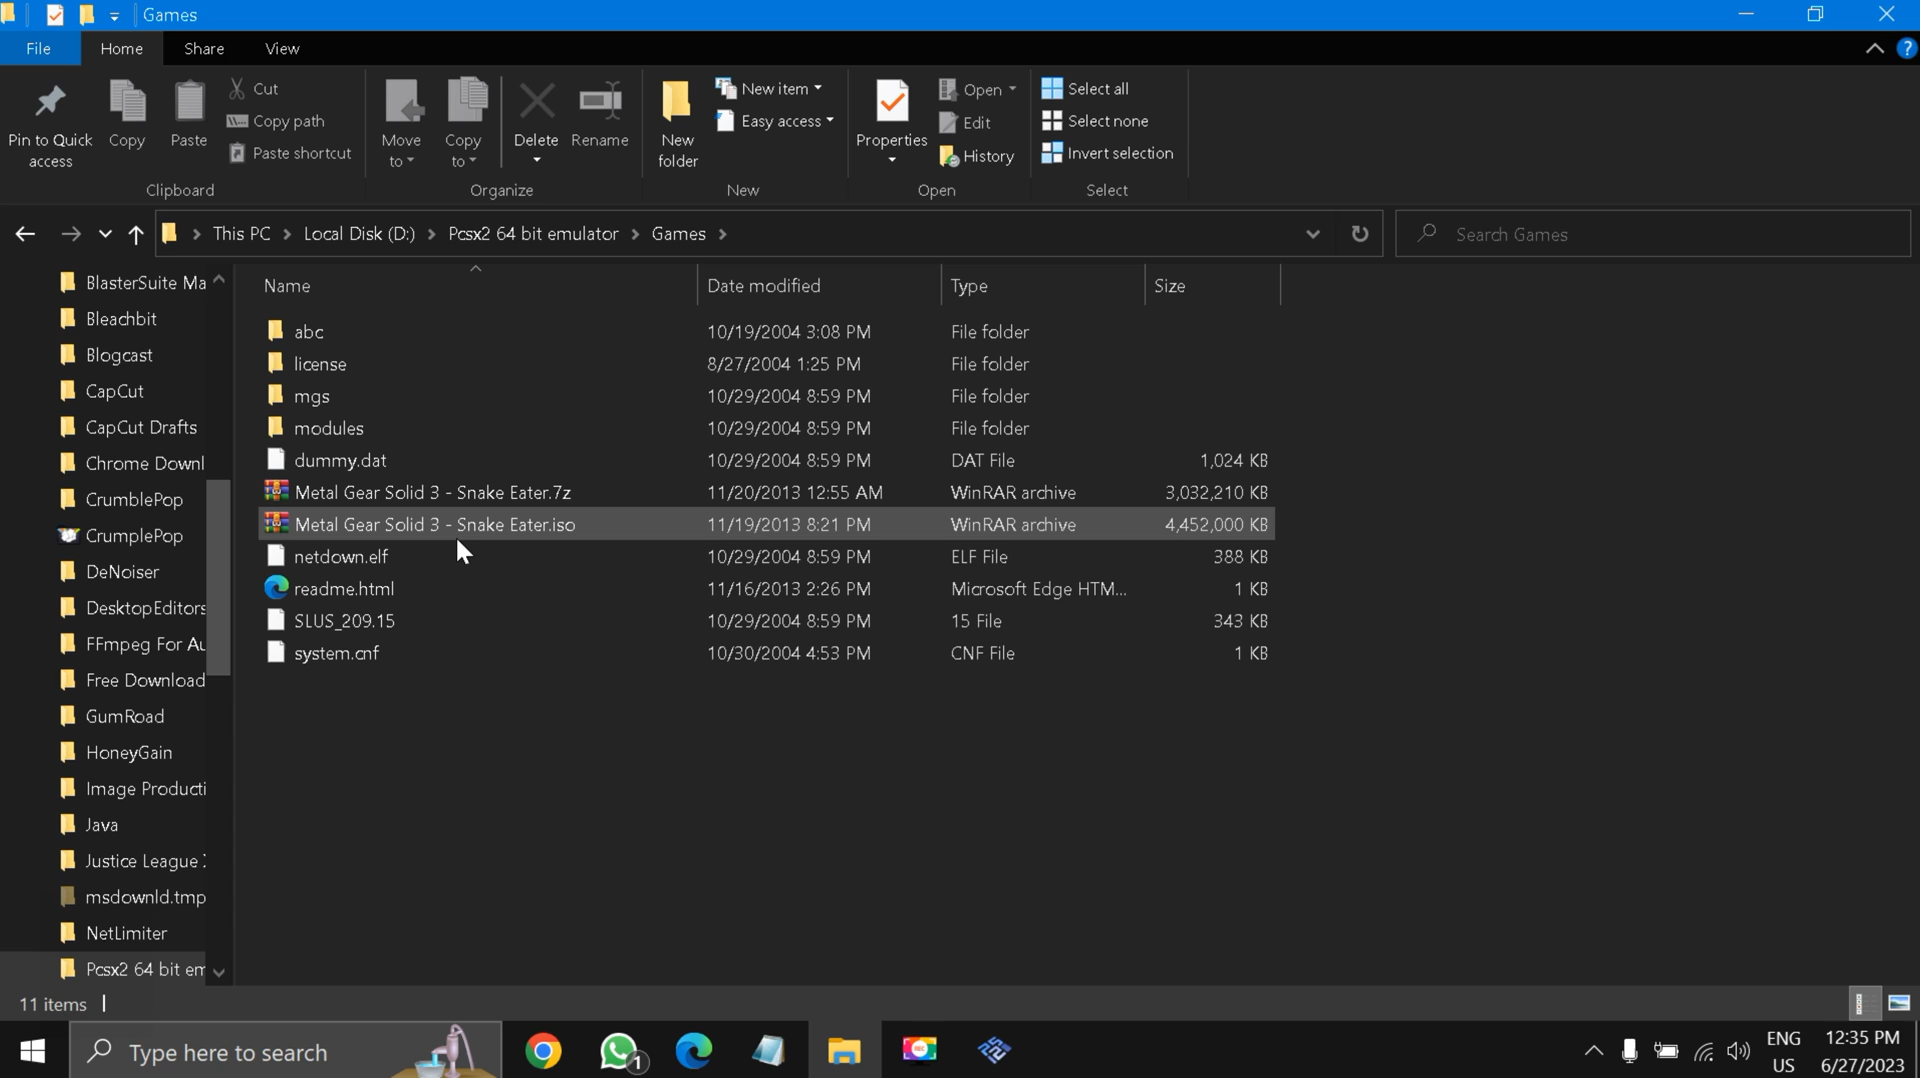 Games
File
Home
Share
View
Pin to Quick access
Copy
Paste
Cut
Copy path
Paste shortcut
Clipboard
Move to
Copy to
Delete
Rename
Organize
New folder
New item
Easy access
New
Properties
Open
Edit
History
Open
Select all
Select none
Invert selection
Select
This PC > Local Disk (D:) > Pcsx2 64 bit emulator > Games >
Search Games
BlasterSuite Ma
Bleachbit
Blogcast
CapCut
CapCut Drafts
Chrome Downl
CrumblePop
CrumplePop
DeNoiser
DesktopEditors
FFmpeg For Au
Free Download
GumRoad
HoneyGain
Image Producti
Java
Justice League
msdownld.tmp
NetLimiter
Pcsx2 64 bit em
Name Date modified Type Size
abc 10/19/2004 3:08 PM File folder
license 8/27/2004 1:25 PM File folder
mgs 10/29/2004 8:59 PM File folder
modules 10/29/2004 8:59 PM File folder
dummy.dat 10/29/2004 8:59 PM DAT File 1,024 KB
Metal Gear Solid 3 - Snake Eater.7z 11/20/2013 12:55 AM WinRAR archive 3,032,210 KB
Metal Gear Solid 3 - Snake Eater.iso 11/19/2013 8:21 PM WinRAR archive 4,452,000 KB
netdown.elf 10/29/2004 8:59 PM ELF File 388 KB
readme.html 11/16/2013 2:26 PM Microsoft Edge HTM... 1 KB
SLUS_209.15 10/29/2004 8:59 PM 15 File 343 KB
system.cnf 10/30/2004 4:53 PM CNF File 1 KB
11 items
Type here to search
1
REC
ENG
US
12:35 PM
6/27/2023